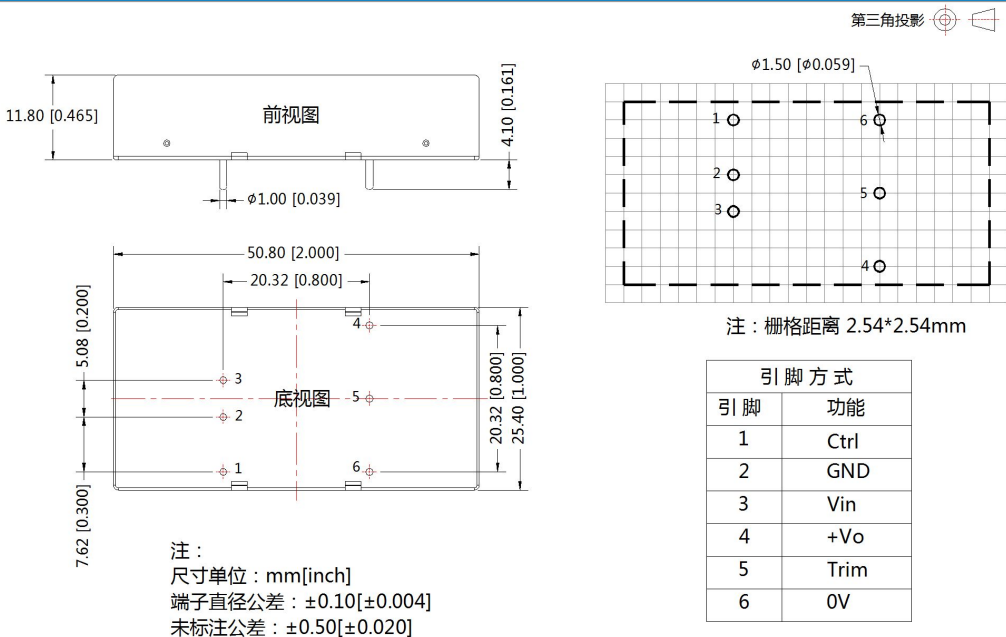 第三角投影
11.80 [0.465]
前视图
4.10 [0.161]
ϕ1.00 [0.039]
ϕ1.50 [ϕ0.059]
1
6
2
5
3
4
注：栅格距离 2.54*2.54mm
50.80 [2.000]
20.32 [0.800]
5.08 [0.200]
7.62 [0.300]
4
3
底视图
5
2
1
6
20.32 [0.800]
25.40 [1.000]
引脚方式
引脚 功能
1 Ctrl
2 GND
3 Vin
4 +Vo
5 Trim
6 0V
注：
尺寸单位：mm[inch]
端子直径公差：±0.10[±0.004]
未标注公差：±0.50[±0.020]